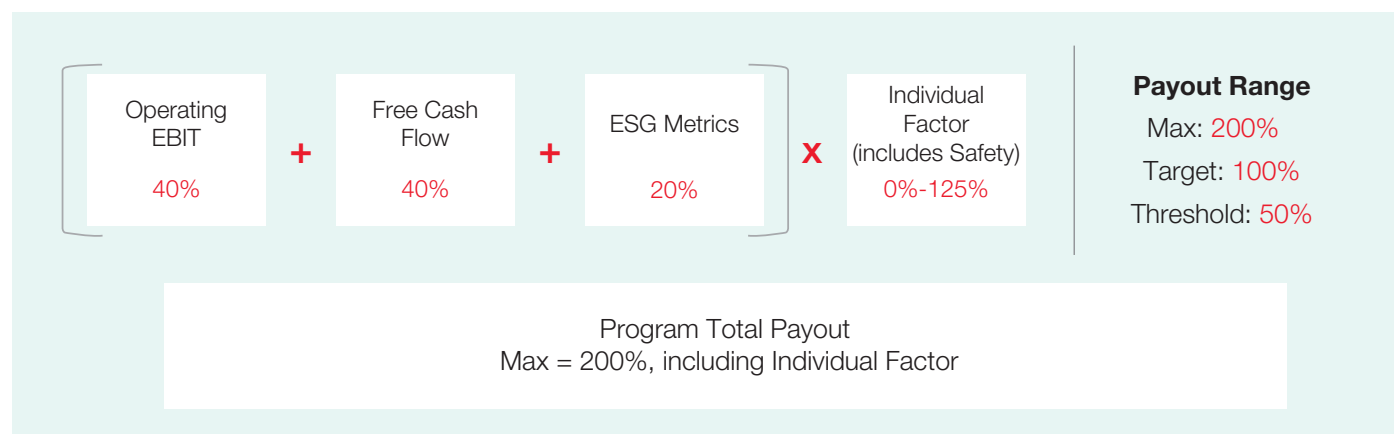 Operating
EBIT
40%
+
Free Cash
Flow
40%
+
ESG Metrics
20%
x
Individual
Factor
(includes Safety)
0%-125%
Payout Range
Max: 200%
Target: 100%
Threshold: 50%
Program Total Payout
Max = 200%, including Individual Factor